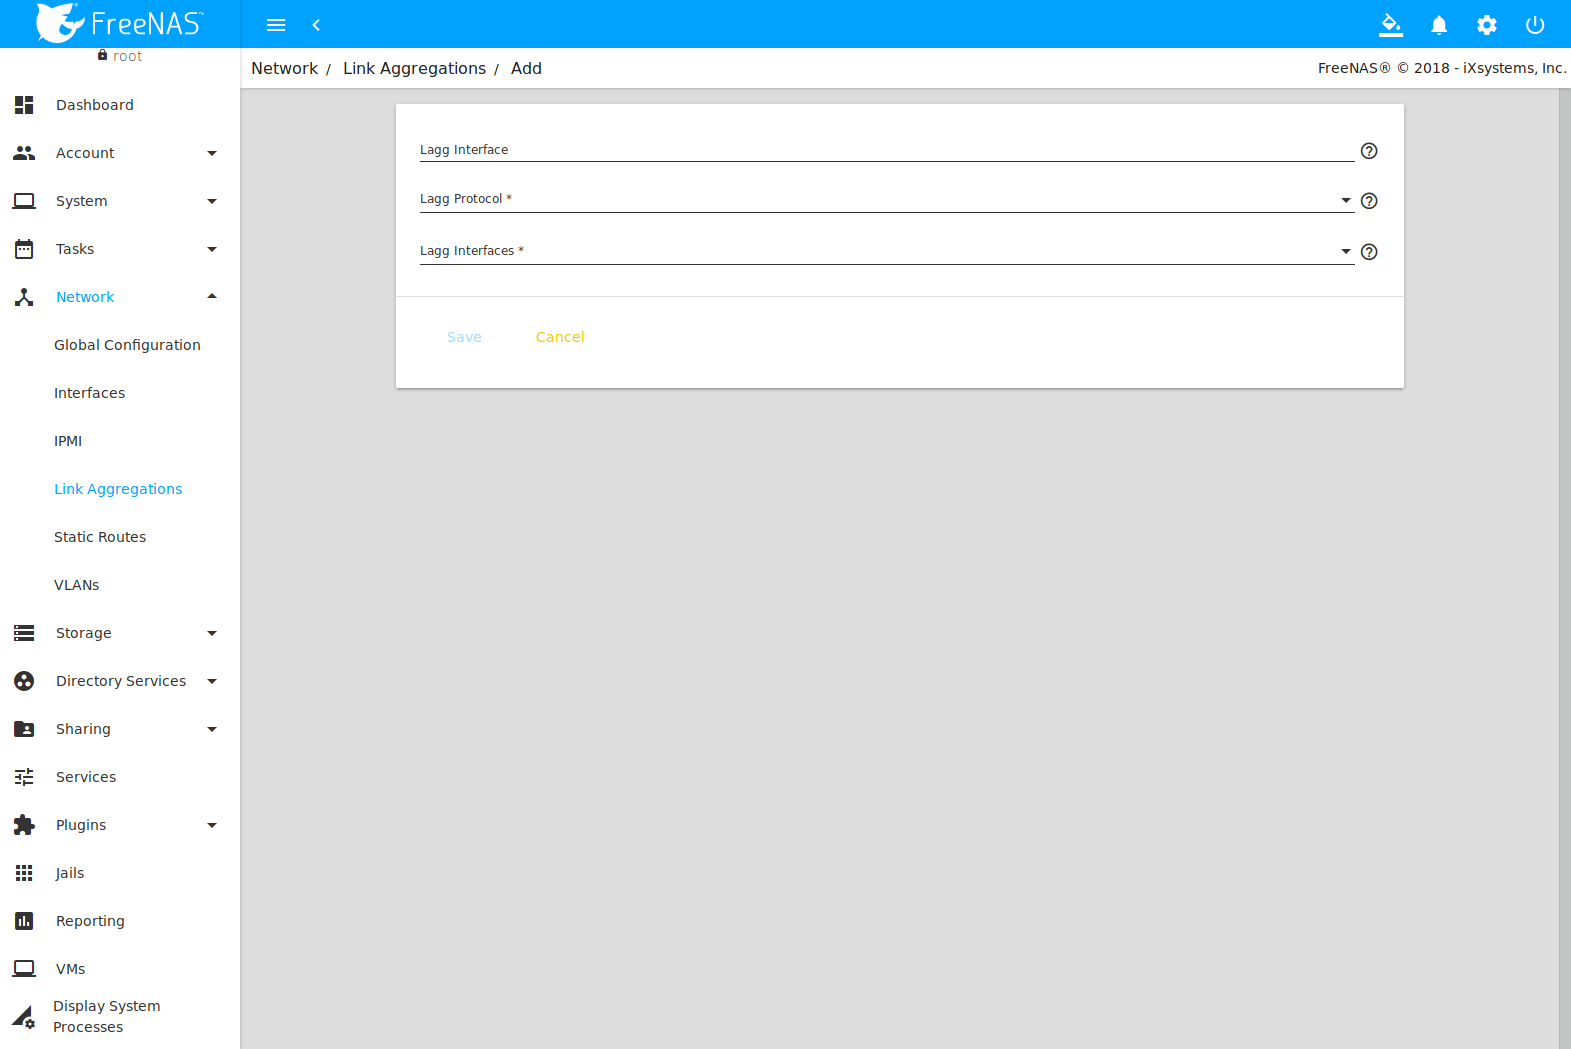 FreeNAS™
root
Network / Link Aggregations / Add
FreeNAS® © 2018 - iXsystems, Inc.
Dashboard
Account
System
Tasks
Network
Global Configuration
Interfaces
IPMI
Link Aggregations
Static Routes
VLANs
Storage
Directory Services
Sharing
Services
Plugins
Jails
Reporting
VMs
Display System
Processes
Lagg Interface
Lagg Protocol *
Lagg Interfaces *
Save
Cancel